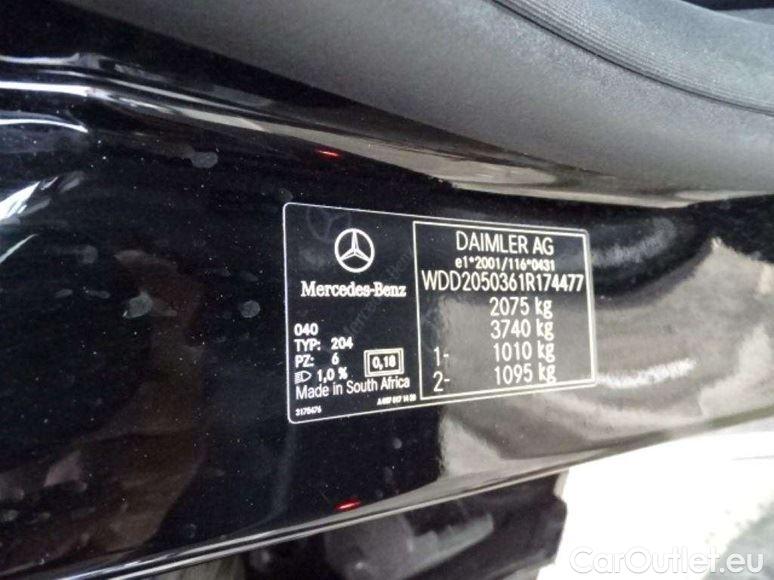 Mercedes-Benz
040
TYP: 204
PZ: 6
0,18
1,0 %
Made in South Africa
3170476
DAIMLER AG
e1*2001/116*0431
WDD2050361R174477
2075 kg
3740 kg
1- 1010 kg
2- 1095 kg
CarOutlet.eu